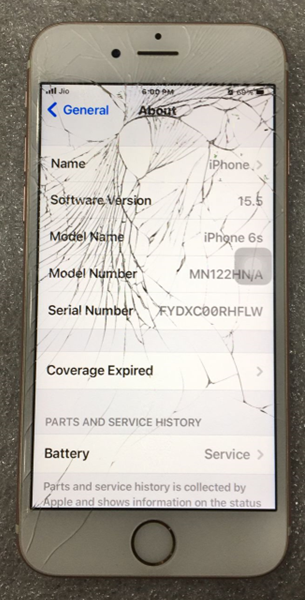 Jio 6:00 PM 69%
General About
Name iPhone
Software Version 15.5
Model Name iPhone 6s
Model Number MN122HN/A
Serial Number FYDXC00RHFLW
Coverage Expired
PARTS AND SERVICE HISTORY
Battery Service
Parts and service history is collected by
Apple and shows information on the status